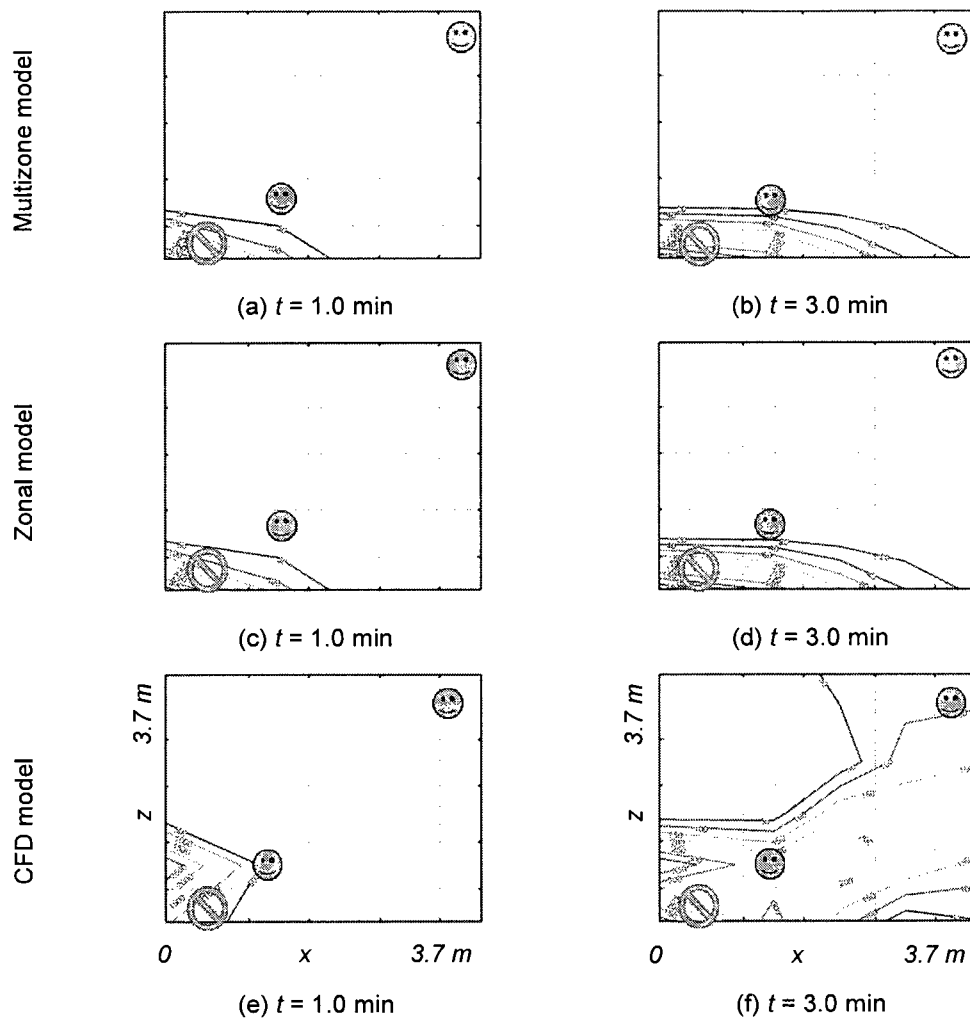 Multizone model
(a) t = 1.0 min
(b) t = 3.0 min
Zonal model
(c) t = 1.0 min
(d) t = 3.0 min
CFD model
z 3.7 m
z 3.7 m
0 x 3.7 m
0 x 3.7 m
(e) t = 1.0 min
(f) t = 3.0 min